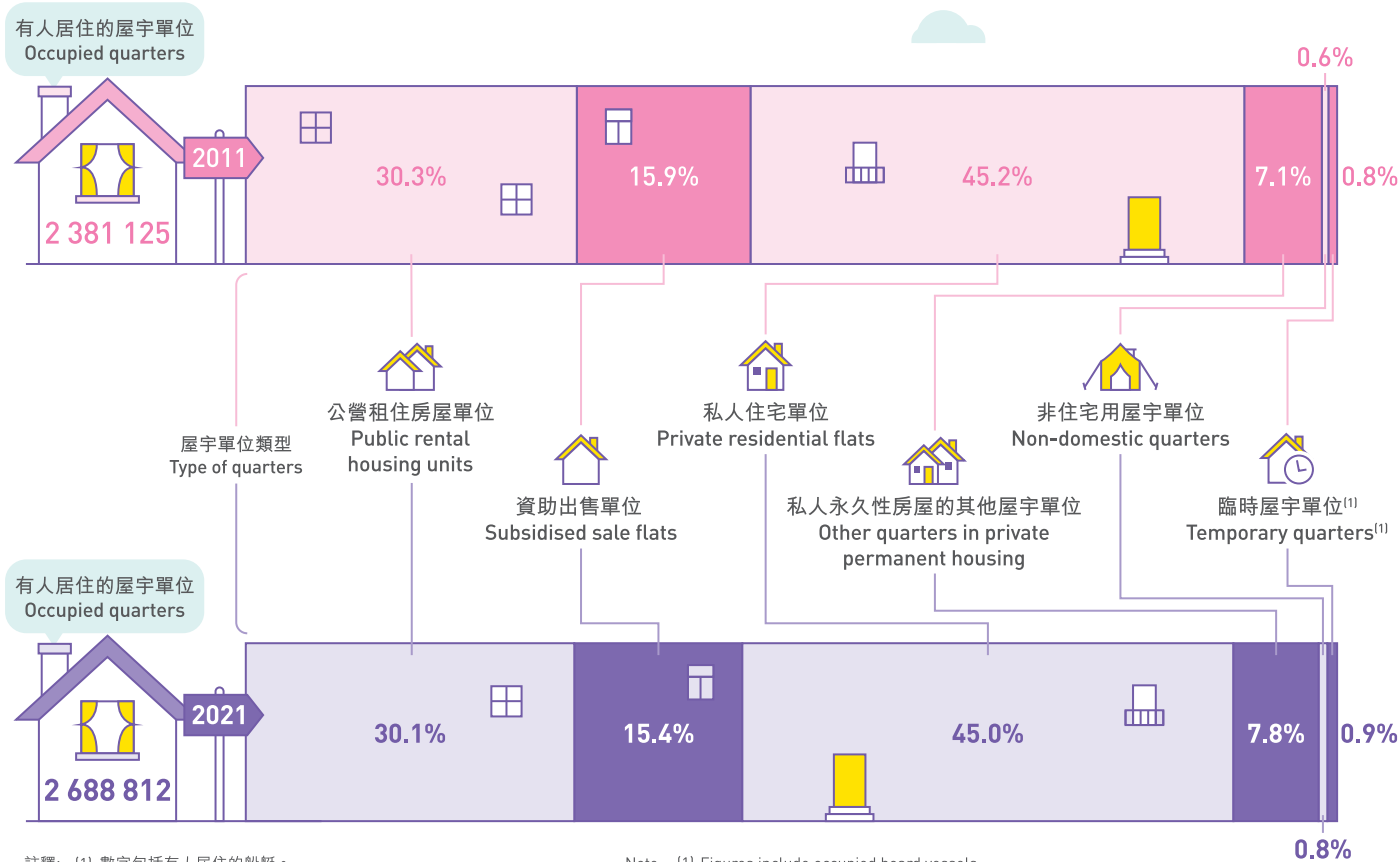 有人居住的屋宇單位
Occupied quarters
0.6%
2011
30.3%
15.9%
45.2%
7.1%
0.8%
2 381 125
屋宇單位類型
Type of quarters
公營租住房屋單位
Public rental
housing units
資助出售單位
Subsidised sale flats
私人住宅單位
Private residential flats
私人永久性房屋的其他屋宇單位
Other quarters in private
permanent housing
非住宅用屋宇單位
Non-domestic quarters
臨時屋宇單位(1)
Temporary quarters(1)
有人居住的屋宇單位
Occupied quarters
2021
30.1%
15.4%
45.0%
7.8%
0.9%
2 688 812
0.8%